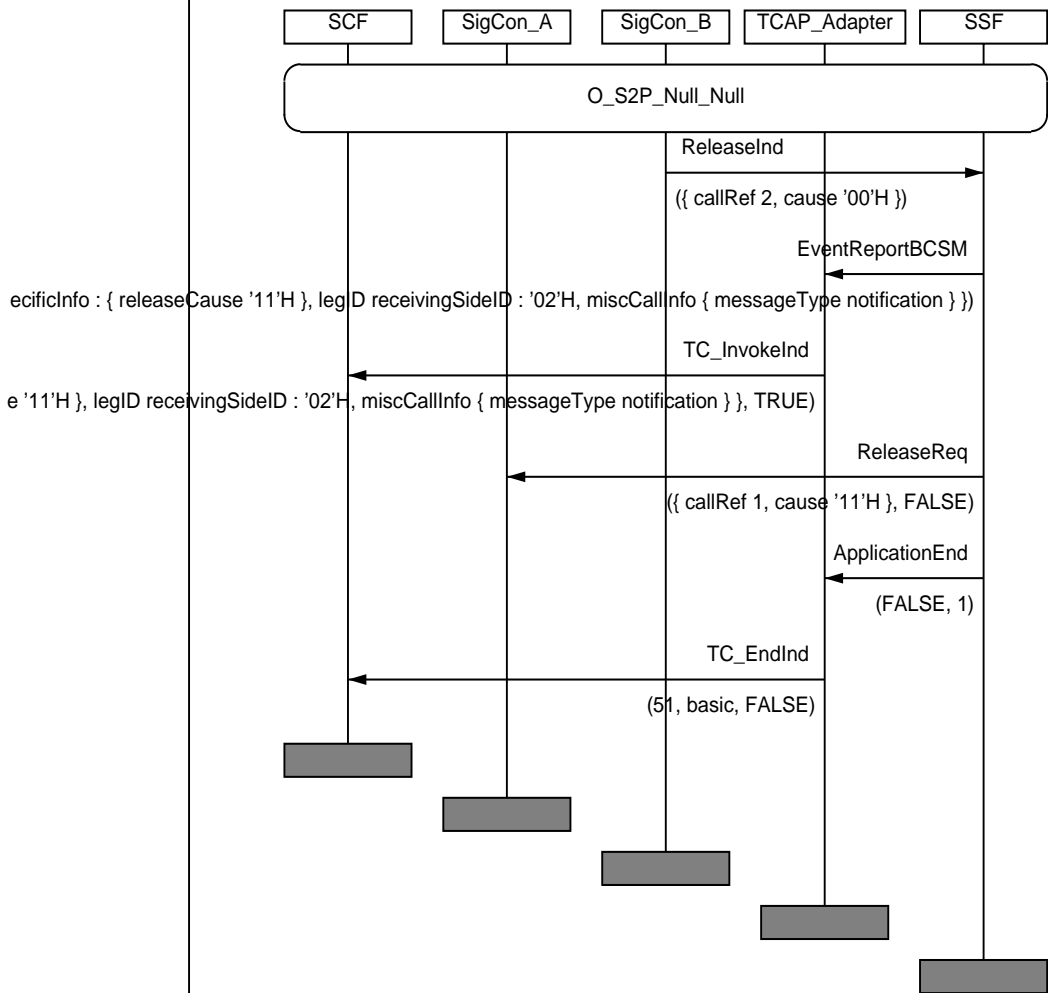 SCF SigCon_A SigCon_B TCAP_Adapter SSF
O_S2P_Null_Null
ReleaseInd
({ callRef 2, cause '00'H })
EventReportBCSM
ecificInfo : { releaseCause '11'H }, legID receivingSideID : '02'H, miscCallInfo { messageType notification } })
TC_InvokeInd
e '11'H }, legID receivingSideID : '02'H, miscCallInfo { messageType notification } }, TRUE)
ReleaseReq
({ callRef 1, cause '11'H }, FALSE)
ApplicationEnd
(FALSE, 1)
TC_EndInd
(51, basic, FALSE)